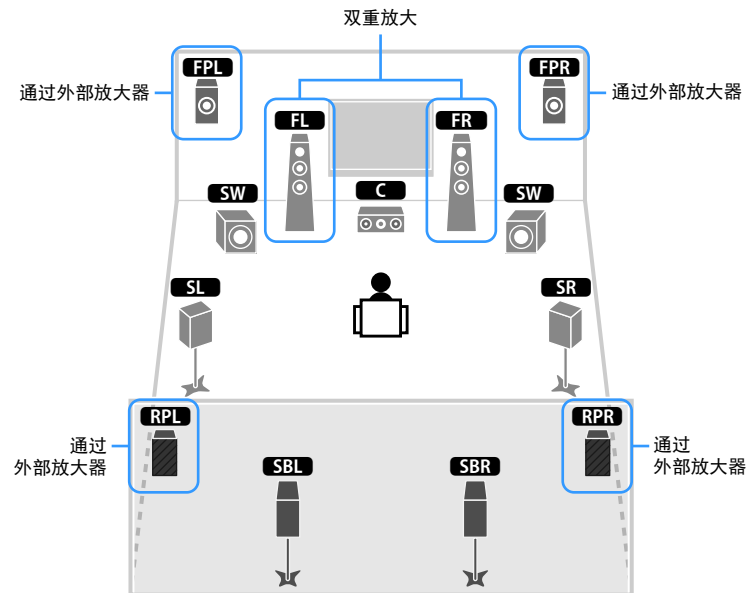 双重放大
FPL
FPR
通过外部放大器
通过外部放大器
FL
FR
SW
C
SW
SL
SR
RPL
RPR
通过
外部放大器
通过
外部放大器
SBL
SBR